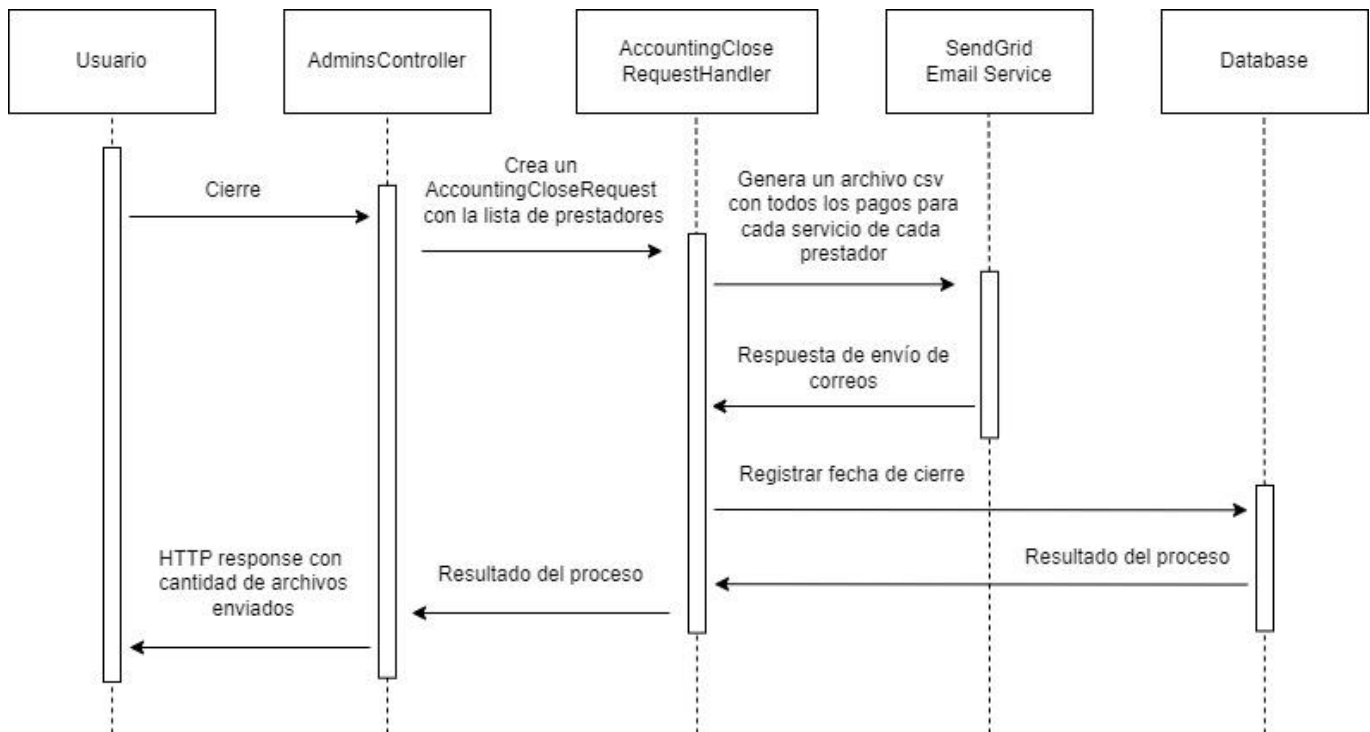 Usuario
AdminsController
AccountingClose
RequestHandler
SendGrid
Email Service
Database
Cierre
Crea un
AccountingCloseRequest
con la lista de prestadores
Genera un archivo csv
con todos los pagos para
cada servicio de cada
prestador
Respuesta de envío de
correos
Registrar fecha de cierre
Resultado del proceso
Resultado del proceso
HTTP response con
cantidad de archivos
enviados